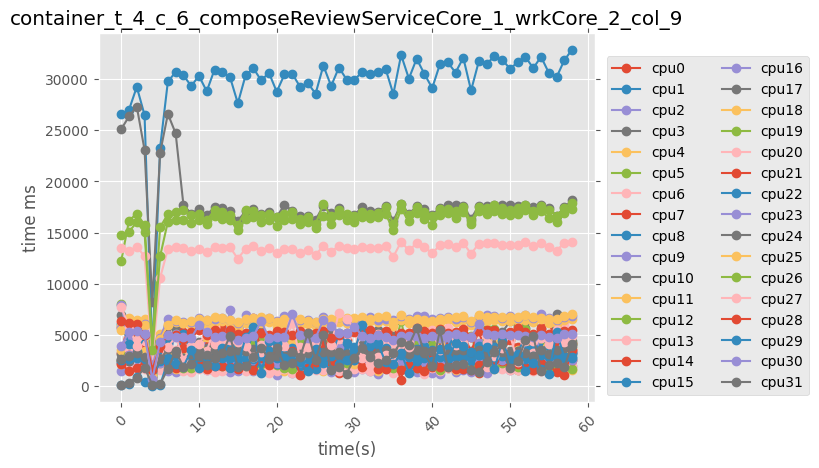 container_t_4_c_6_composeReviewServiceCore_1_wrkCore_2_col_9
time ms
30000
25000
20000
15000
10000
5000
0
0
10
20
30
40
50
60
time(s)
cpu0
cpu1
cpu2
cpu3
cpu4
cpu5
cpu6
cpu7
cpu8
cpu9
cpu10
cpu11
cpu12
cpu13
cpu14
cpu15
cpu16
cpu17
cpu18
cpu19
cpu20
cpu21
cpu22
cpu23
cpu24
cpu25
cpu26
cpu27
cpu28
cpu29
cpu30
cpu31